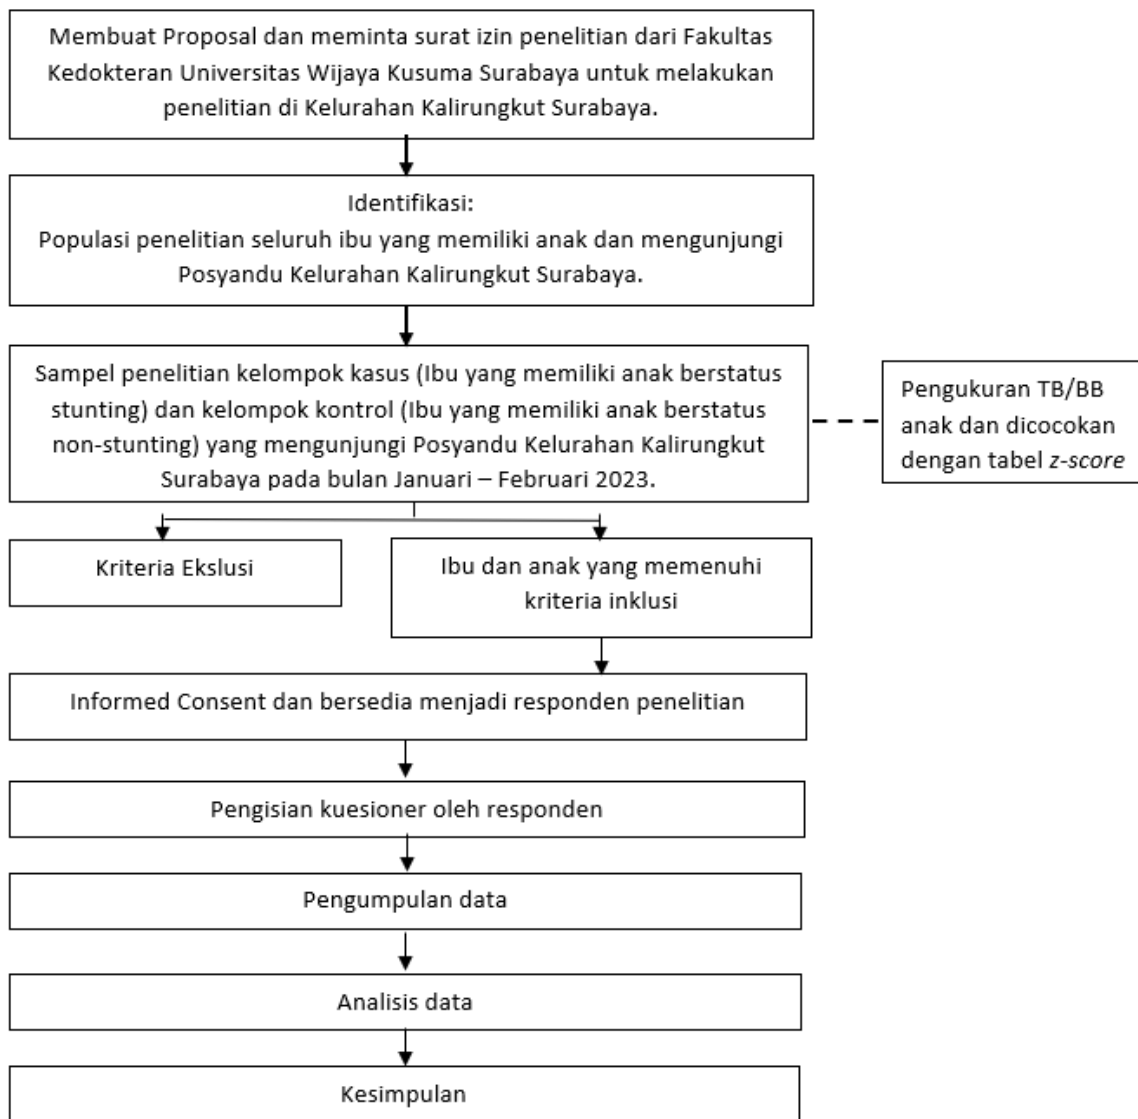 Membuat Proposal dan meminta surat izin penelitian dari Fakultas
Kedokteran Universitas Wijaya Kusuma Surabaya untuk melakukan
penelitian di Kelurahan Kalirungkut Surabaya.
Identifikasi:
Populasi penelitian seluruh ibu yang memiliki anak dan mengunjungi
Posyandu Kelurahan Kalirungkut Surabaya.
Sampel penelitian kelompok kasus (Ibu yang memiliki anak berstatus
stunting) dan kelompok kontrol (Ibu yang memiliki anak berstatus
non-stunting) yang mengunjungi Posyandu Kelurahan Kalirungkut
Surabaya pada bulan Januari – Februari 2023.
Pengukuran TB/BB
anak dan dicocokan
dengan tabel z-score
Kriteria Ekslusi
Ibu dan anak yang memenuhi
kriteria inklusi
Informed Consent dan bersedia menjadi responden penelitian
Pengisian kuesioner oleh responden
Pengumpulan data
Analisis data
Kesimpulan